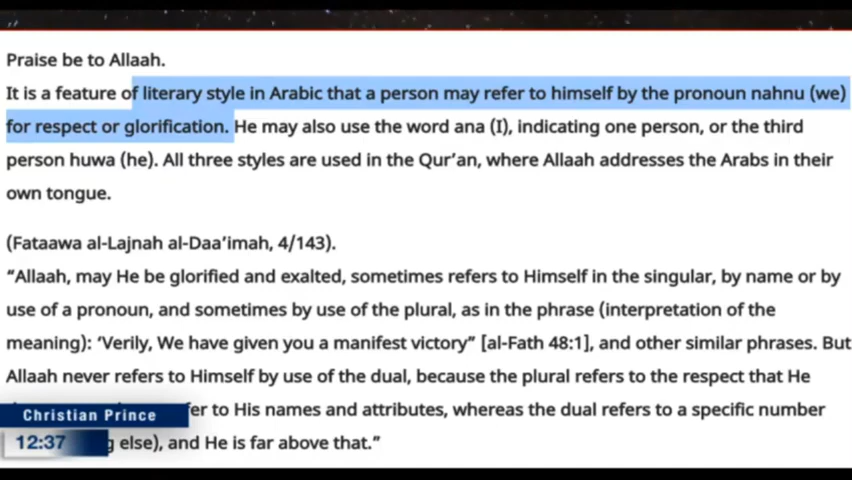 Praise be to Allaah.
It is a feature of literary style in Arabic that a person may refer to himself by the pronoun nahnu (we)
for respect or glorification. He may also use the word ana (I), indicating one person, or the third
person huwa (he). All three styles are used in the Qur’an, where Allaah addresses the Arabs in their
own tongue.
(Fataawa al-Lajnah al-Daa’imah, 4/143).
“Allaah, may He be glorified and exalted, sometimes refers to Himself in the singular, by name or by
use of a pronoun, and sometimes by use of the plural, as in the phrase (interpretation of the
meaning): ‘Verily, We have given you a manifest victory” [al-Fath 48:1], and other similar phrases. But
Allaah never refers to Himself by use of the dual, because the plural refers to the respect that He
to His names and attributes, whereas the dual refers to a specific number
else), and He is far above that.”
Christian Prince
12:37